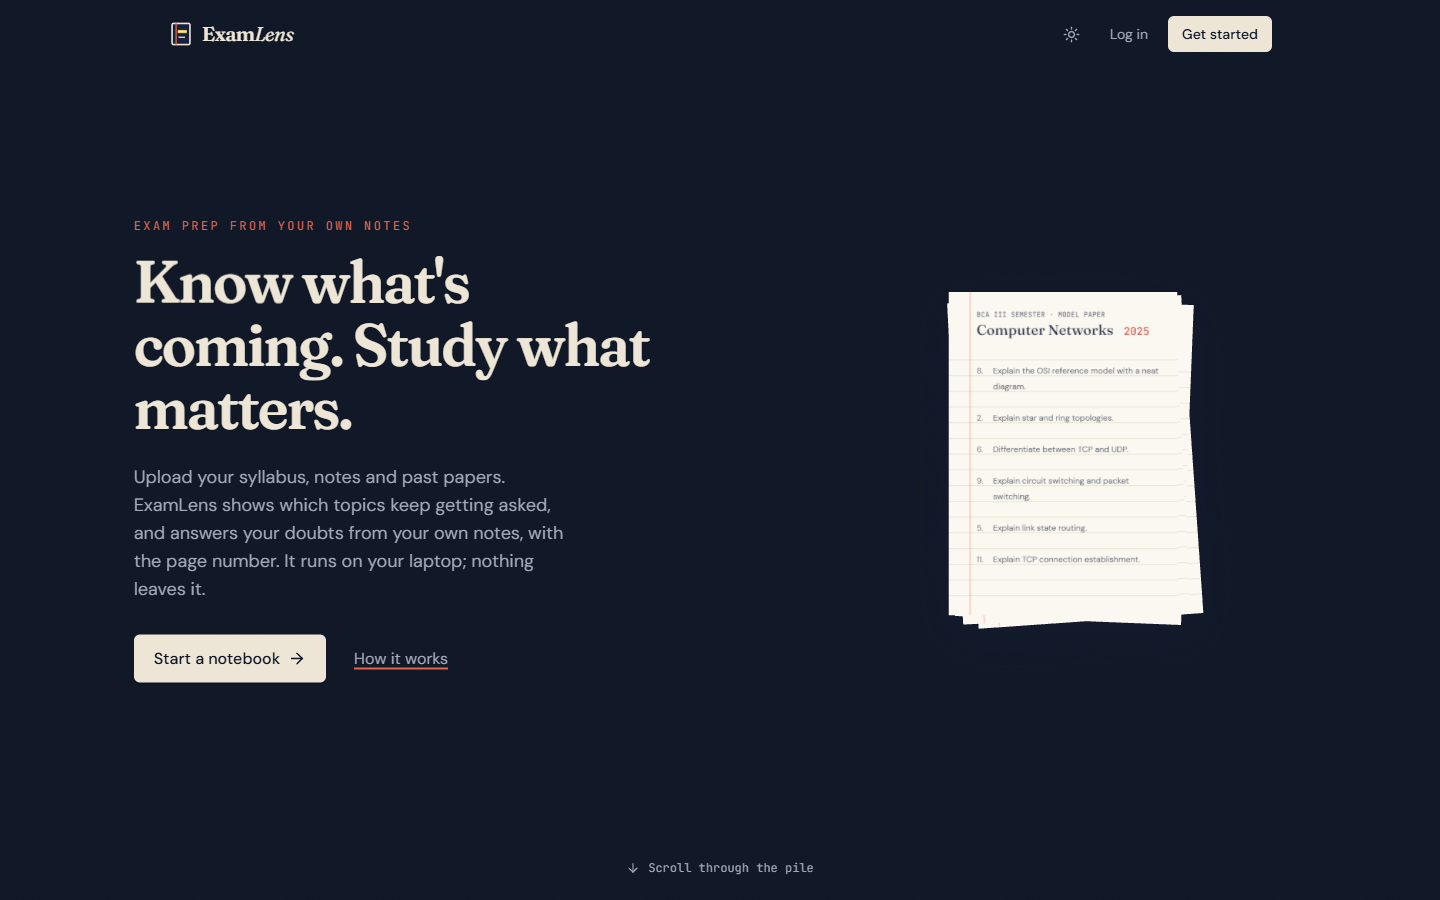 ExamLens
Log in
Get started
EXAM PREP FROM YOUR OWN NOTES
Know what's
coming. Study what
matters.
Upload your syllabus, notes and past papers.
ExamLens shows which topics keep getting asked,
and answers your doubts from your own notes, with
the page number. It runs on your laptop; nothing
leaves it.
Start a notebook
How it works
BCA III SEMESTER · MODEL PAPER
Computer Networks 2025
8. Explain the OSI reference model with a neat
diagram.
2. Explain star and ring topologies.
6. Differentiate between TCP and UDP.
9. Explain circuit switching and packet
switching.
5. Explain link state routing.
11. Explain TCP connection establishment.
Scroll through the pile